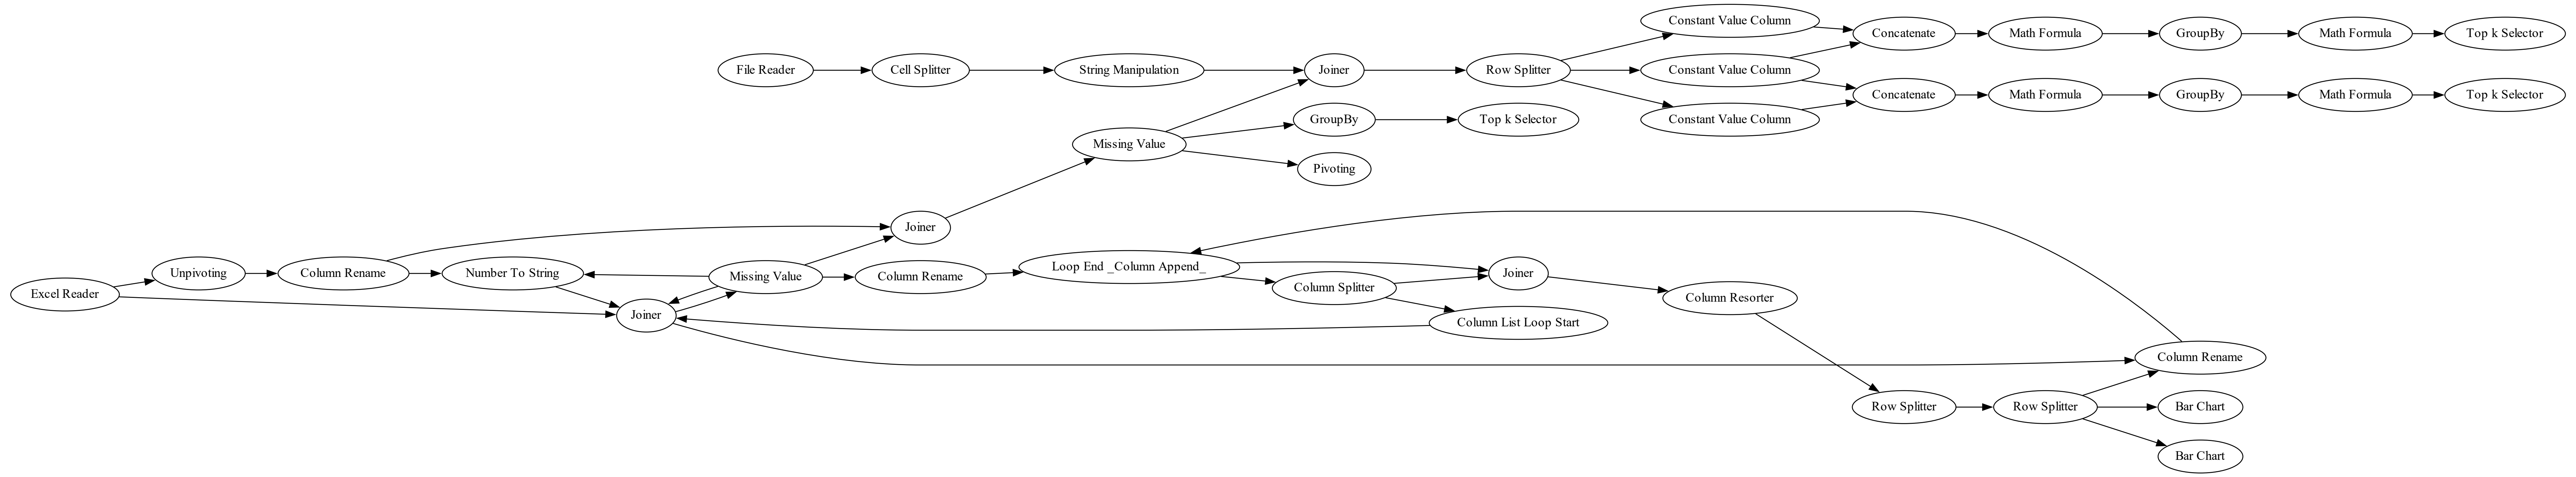 Constant Value Column
Concatenate
Math Formula
GroupBy
Math Formula
Top k Selector
File Reader
Cell Splitter
String Manipulation
Joiner
Row Splitter
Constant Value Column
Concatenate
Math Formula
GroupBy
Math Formula
Top k Selector
GroupBy
Top k Selector
Constant Value Column
Missing Value
Pivoting
Joiner
Excel Reader
Unpivoting
Column Rename
Number To String
Missing Value
Column Rename
Loop End _Column Append_
Column Splitter
Joiner
Column Resorter
Joiner
Column List Loop Start
Column Rename
Row Splitter
Row Splitter
Bar Chart
Bar Chart